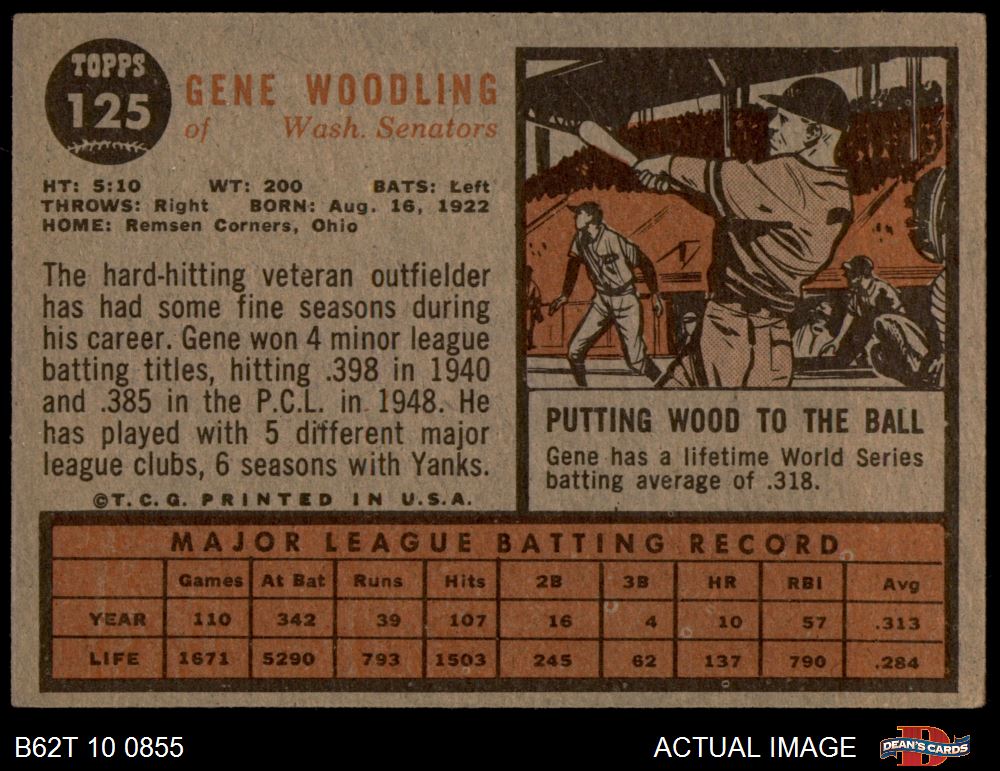 TOPPS
125
GENE WOODLING
of Wash. Senators
HT: 5:10 WT: 200 BATS: Left
THROWS: Right BORN: Aug. 16, 1922
HOME: Remsen Corners, Ohio
The hard-hitting veteran outfielder
has had some fine seasons during
his career. Gene won 4 minor league
batting titles, hitting .398 in 1940
and .385 in the P.C.L. in 1948. He
has played with 5 different major
league clubs, 6 seasons with Yanks.
©T.C.G. PRINTED IN U.S.A.
PUTTING WOOD TO THE BALL
Gene has a lifetime World Series
batting average of .318.
MAJOR LEAGUE BATTING RECORD
Games At Bat Runs Hits 2B 3B HR RBI Avg
YEAR 110 342 39 107 16 4 10 57 .313
LIFE 1671 5290 793 1503 245 62 137 790 .284
B62T 10 0855
ACTUAL IMAGE
DEAN'S CARDS